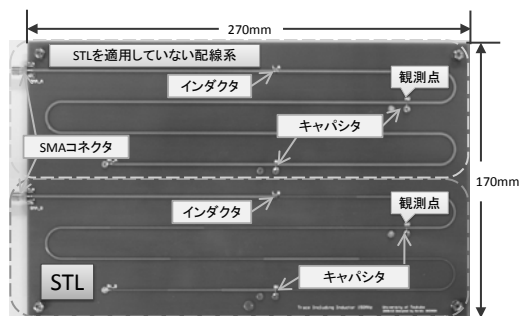 270mm
STLを適用していない配線系
インダクタ
観測点
キャパシタ
SMAコネクタ
170mm
インダクタ
観測点
キャパシタ
STL